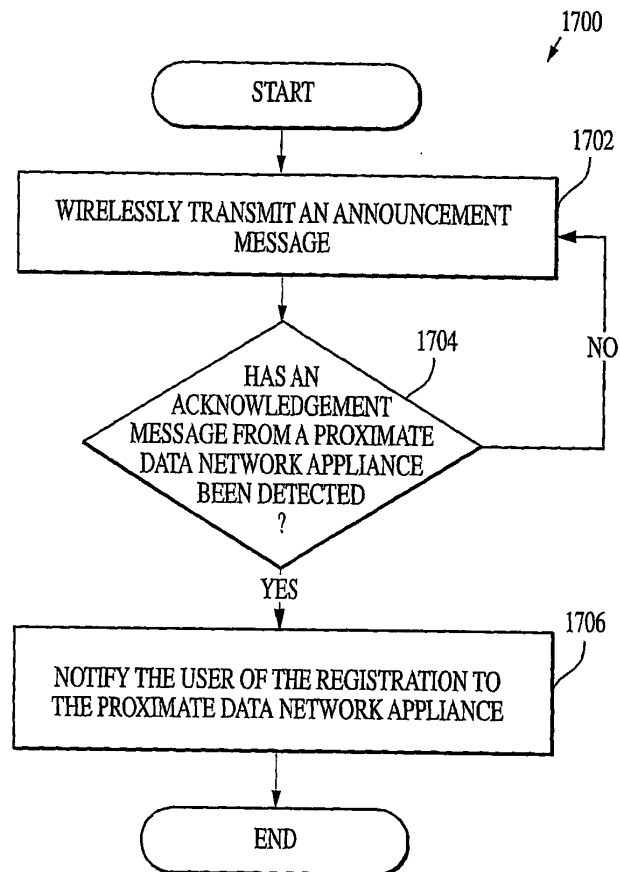 1700
START
1702
WIRELESSLY TRANSMIT AN ANNOUNCEMENT
MESSAGE
1704
HAS AN
ACKNOWLEDGEMENT
MESSAGE FROM A PROXIMATE
DATA NETWORK APPLIANCE
BEEN DETECTED
?
NO
YES
1706
NOTIFY THE USER OF THE REGISTRATION TO
THE PROXIMATE DATA NETWORK APPLIANCE
END